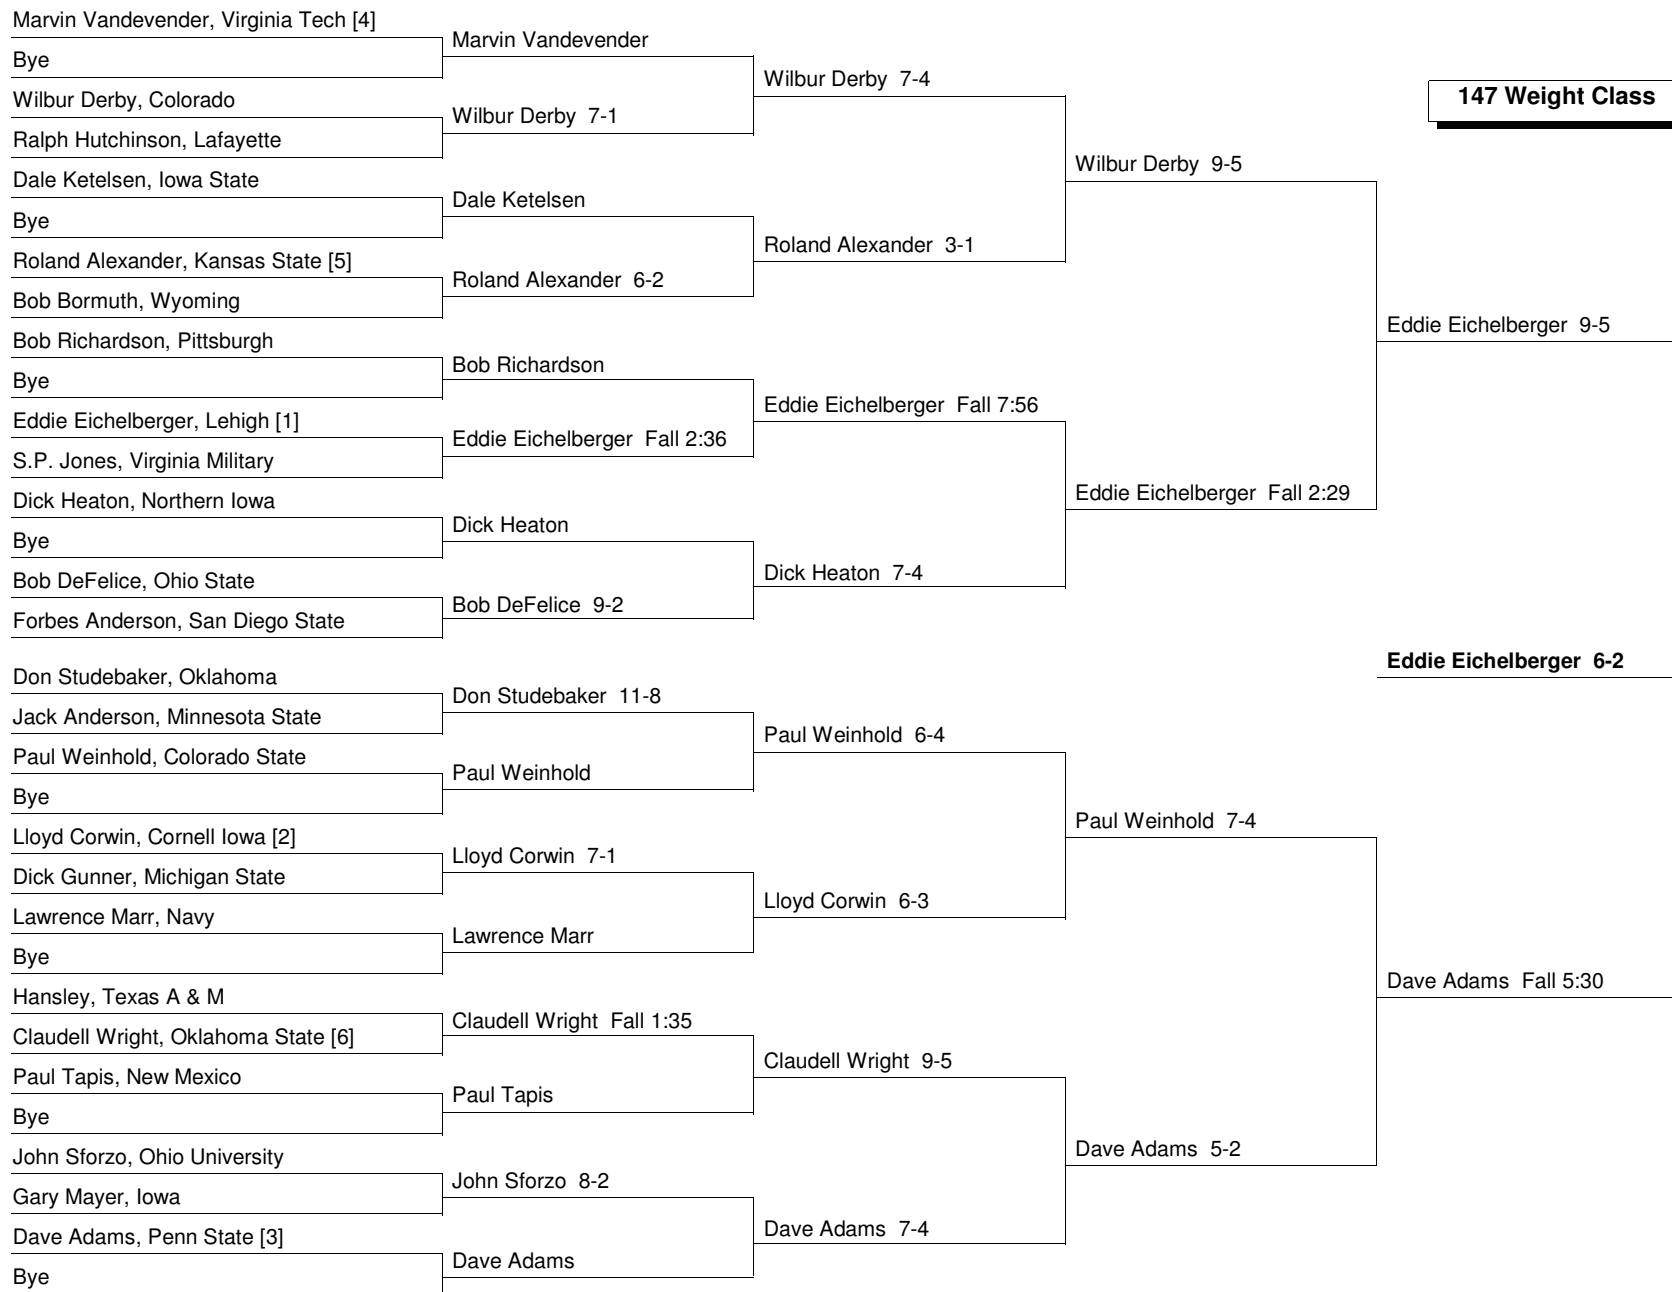 Marvin Vandevender, Virginia Tech [4]
Bye
Wilbur Derby, Colorado
Ralph Hutchinson, Lafayette
Dale Ketelsen, Iowa State
Bye
Roland Alexander, Kansas State [5]
Bob Bormuth, Wyoming
Bob Richardson, Pittsburgh
Bye
Eddie Eichelberger, Lehigh [1]
S.P. Jones, Virginia Military
Dick Heaton, Northern Iowa
Bye
Bob DeFelice, Ohio State
Forbes Anderson, San Diego State
Don Studebaker, Oklahoma
Jack Anderson, Minnesota State
Paul Weinhold, Colorado State
Bye
Lloyd Corwin, Cornell Iowa [2]
Dick Gunner, Michigan State
Lawrence Marr, Navy
Bye
Hansley, Texas A & M
Claudell Wright, Oklahoma State [6]
Paul Tapis, New Mexico
Bye
John Sforzo, Ohio University
Gary Mayer, Iowa
Dave Adams, Penn State [3]
Bye
Marvin Vandevender
Wilbur Derby 7-1
Dale Ketelsen
Roland Alexander 6-2
Bob Richardson
Eddie Eichelberger Fall 2:36
Dick Heaton
Bob DeFelice 9-2
Don Studebaker 11-8
Paul Weinhold
Lloyd Corwin 7-1
Lawrence Marr
Claudell Wright Fall 1:35
Paul Tapis
John Sforzo 8-2
Dave Adams
Wilbur Derby 7-4
Roland Alexander 3-1
Eddie Eichelberger Fall 7:56
Dick Heaton 7-4
Paul Weinhold 6-4
Lloyd Corwin 6-3
Claudell Wright 9-5
Dave Adams 7-4
Wilbur Derby 9-5
Eddie Eichelberger Fall 2:29
Paul Weinhold 7-4
Dave Adams 5-2
147 Weight Class
Eddie Eichelberger 9-5
Eddie Eichelberger 6-2
Dave Adams Fall 5:30